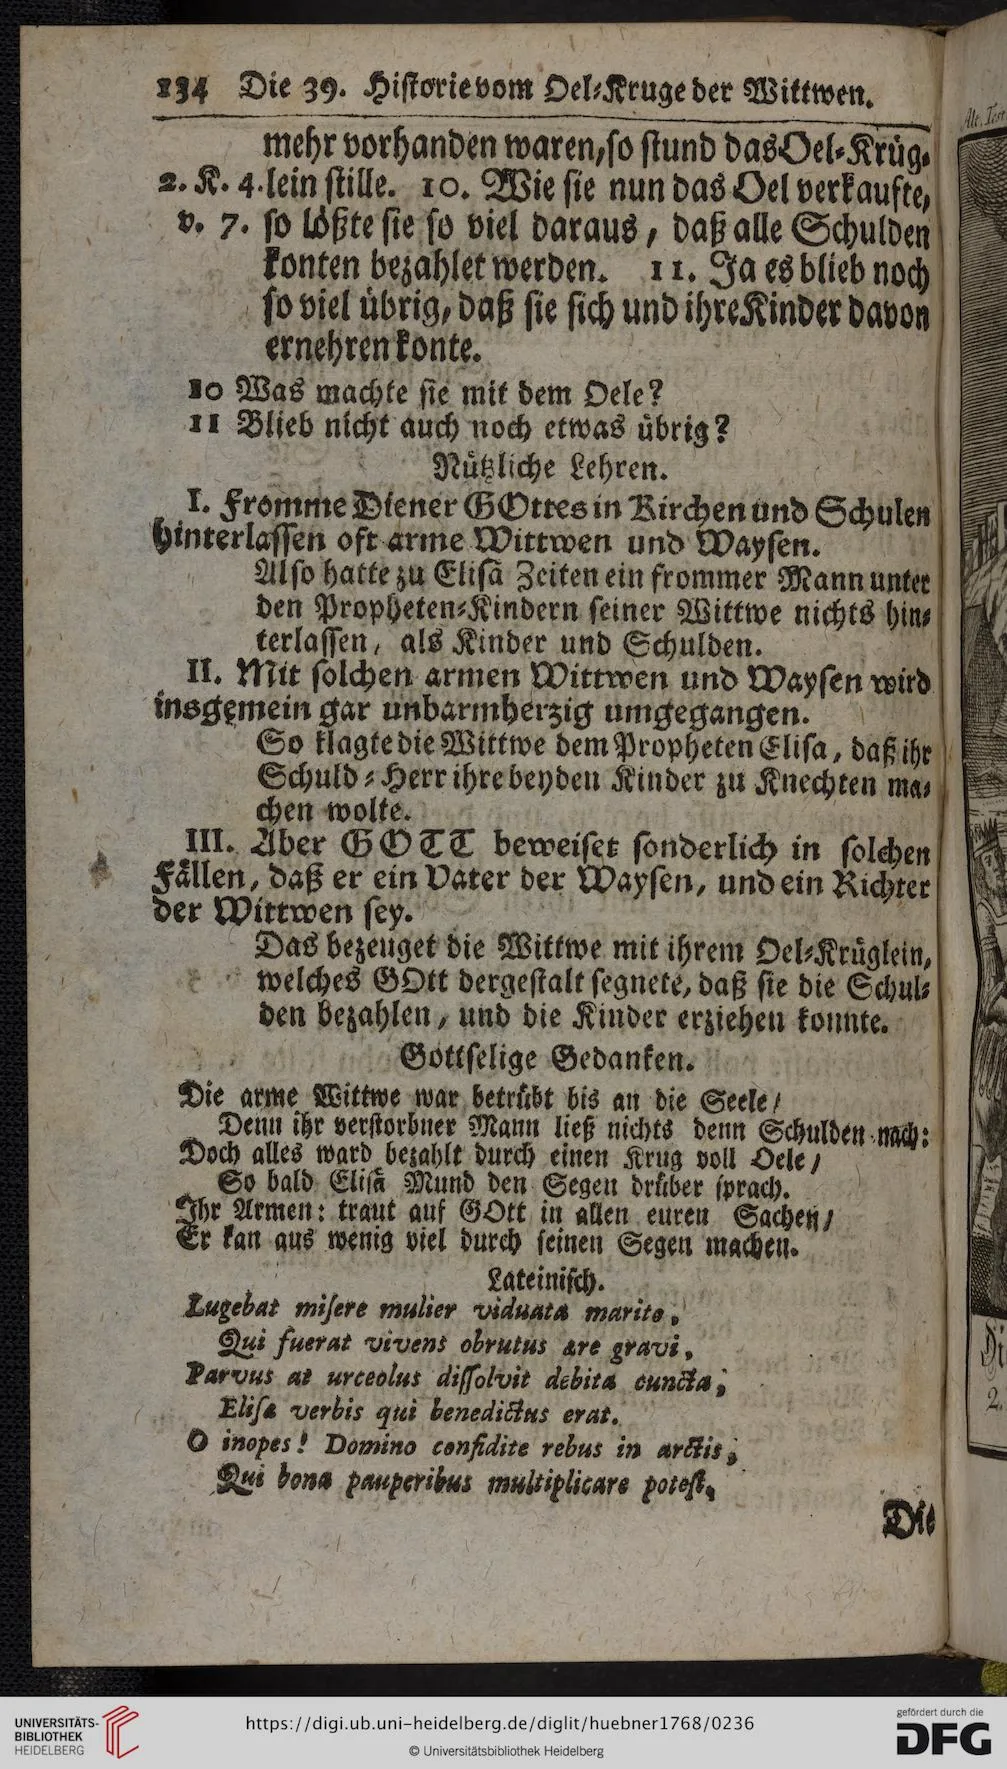 134 Die 39. Historie vom Oel-Kruge der Wittwen.
mehr vorhanden waren, so stund das Oel-Krüg-
2. K. 4. lein stille. 10. Wie sie nun das Oel verkaufte,
v. 7. so lößte sie so viel daraus, daß alle Schulden
konten bezahlet werden. 11. Ja es blieb noch
so viel übrig, daß sie sich und ihre Kinder davon
ernehren konte.
10 Was machte sie mit dem Oele?
11 Blieb nicht auch noch etwas übrig?
Nützliche Lehren.
I. Fromme Diener GOttes in Kirchen und Schulen
hinterlassen oft arme Wittwen und Waysen.
Also hatte zu Elisä Zeiten ein frommer Mann unter
den Propheten-Kindern seiner Wittwe nichts hin-
terlassen, als Kinder und Schulden.
II. Mit solchen armen Wittwen und Waysen wird
insgemein gar unbarmherzig umgegangen.
So klagte die Wittwe dem Propheten Elisa, daß ihr
Schuld-Herr ihre beyden Kinder zu Knechten ma-
chen wolte.
III. Aber GOTT beweiset sonderlich in solchen
Fällen, daß er ein Vater der Waysen, und ein Richter
der Wittwen sey.
Das bezeuget die Wittwe mit ihrem Oel-Krüglein,
welches GOtt dergestalt segnete, daß sie die Schul-
den bezahlen, und die Kinder erziehen konnte.
Gottselige Gedanken.
Die arme Wittwe war betrübt bis an die Seele/
Denn ihr verstorbner Mann ließ nichts denn Schulden nach:
Doch alles ward bezahlt durch einen Krug voll Oele/
So bald Elisä Mund den Segen drüber sprach.
Ihr Armen: traut auf GOtt in allen euren Sachen/
Er kan aus wenig viel durch seinen Segen machen.
Lateinisch.
Lugebat misere mulier viduata marito,
Qui fuerat vivens obrutus ære gravi,
Parvus at urceolus dissolvit debita cuncta,
Elisæ verbis qui benedictus erat.
O inopes! Domino confidite rebus in arctis,
Qui bona pauperibus multiplicare potest.
Die
Alt. Test
2.
UNIVERSITÄTS-
BIBLIOTHEK
HEIDELBERG
https://digi.ub.uni-heidelberg.de/diglit/huebner1768/0236
© Universitätsbibliothek Heidelberg
gefördert durch die
DFG